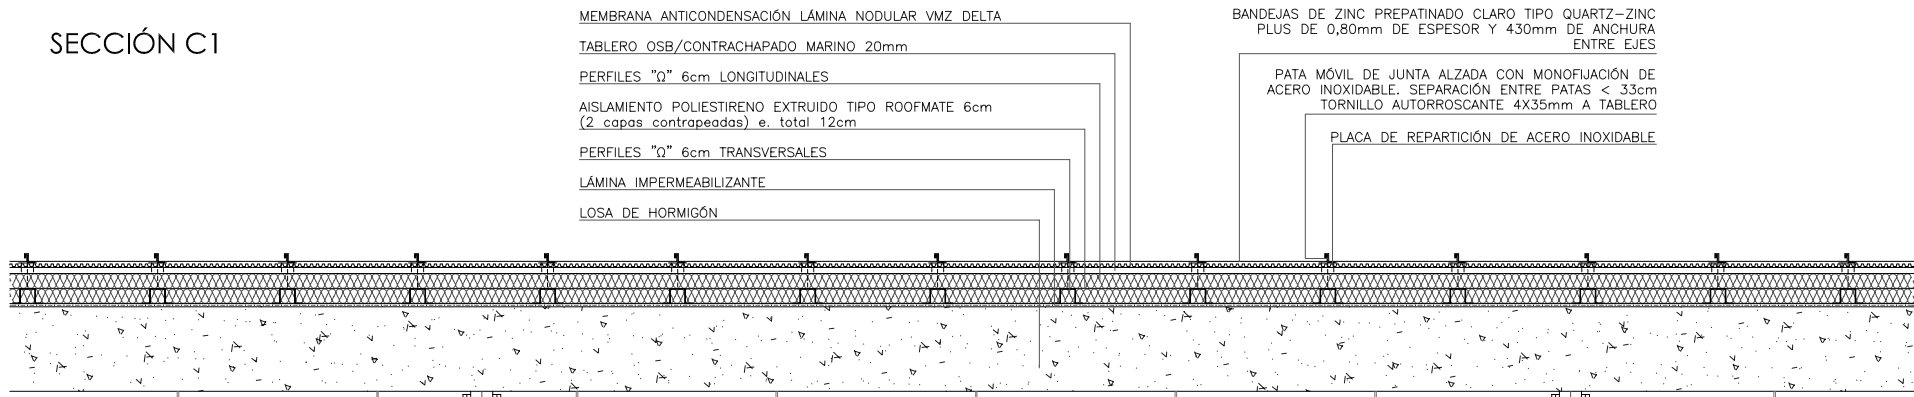 SECCIÓN C1
MEMBRANA ANTICONDENSACIÓN LÁMINA NODULAR VMZ DELTA
TABLERO OSB/CONTRACHAPADO MARINO 20mm
PERFILES "Ω" 6cm LONGITUDINALES
AISLAMIENTO POLIESTIRENO EXTRUIDO TIPO ROOFMATE 6cm
(2 capas contrapeadas) e. total 12cm
PERFILES "Ω" 6cm TRANSVERSALES
LÁMINA IMPERMEABILIZANTE
LOSA DE HORMIGÓN
BANDEJAS DE ZINC PREPATINADO CLARO TIPO QUARTZ-ZINC
PLUS DE 0,80mm DE ESPESOR Y 430mm DE ANCHURA
ENTRE EJES
PATA MÓVIL DE JUNTA ALZADA CON MONOFIJACIÓN DE
ACERO INOXIDABLE. SEPARACIÓN ENTRE PATAS < 33cm
TORNILLO AUTORROSCANTE 4X35mm A TABLERO
PLACA DE REPARTICIÓN DE ACERO INOXIDABLE